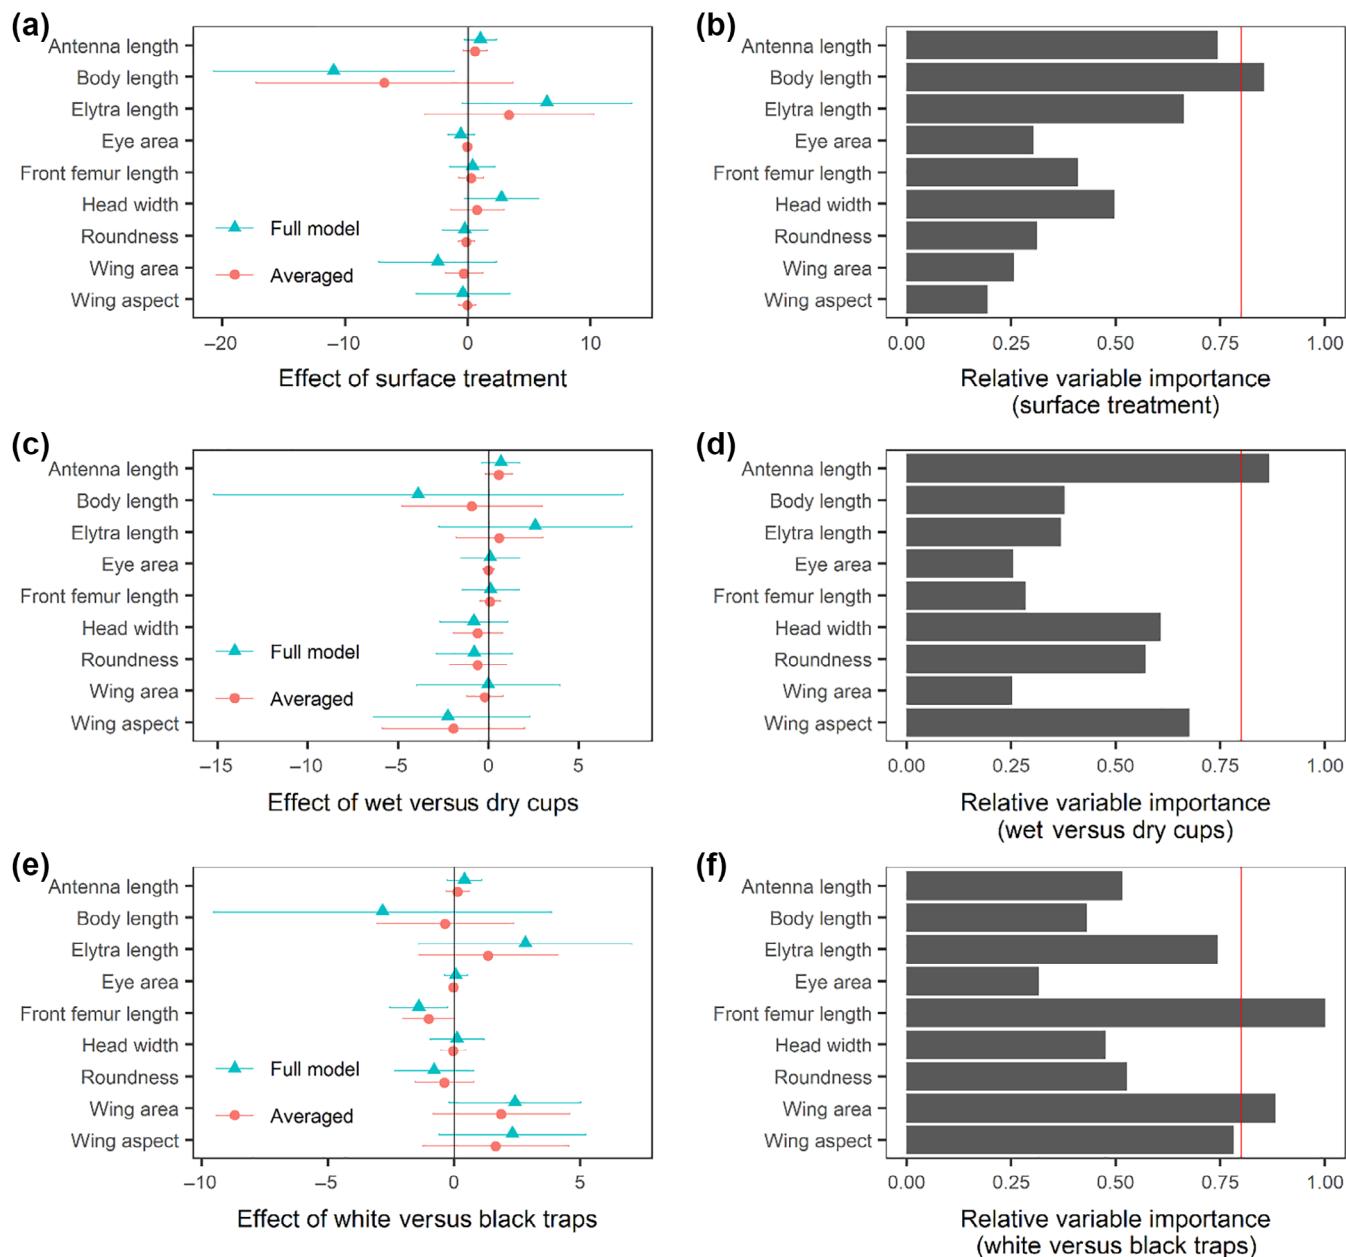 (a)
Antenna length
Body length
Elytra length
Eye area
Front femur length
Head width
Roundness
Wing area
Wing aspect
Full model
Averaged
–20 –10 0 10
Effect of surface treatment
(b)
Antenna length
Body length
Elytra length
Eye area
Front femur length
Head width
Roundness
Wing area
Wing aspect
0.00 0.25 0.50 0.75 1.00
Relative variable importance
(surface treatment)
(c)
Antenna length
Body length
Elytra length
Eye area
Front femur length
Head width
Roundness
Wing area
Wing aspect
Full model
Averaged
–15 –10 –5 0 5
Effect of wet versus dry cups
(d)
Antenna length
Body length
Elytra length
Eye area
Front femur length
Head width
Roundness
Wing area
Wing aspect
0.00 0.25 0.50 0.75 1.00
Relative variable importance
(wet versus dry cups)
(e)
Antenna length
Body length
Elytra length
Eye area
Front femur length
Head width
Roundness
Wing area
Wing aspect
Full model
Averaged
–10 –5 0 5
Effect of white versus black traps
(f)
Antenna length
Body length
Elytra length
Eye area
Front femur length
Head width
Roundness
Wing area
Wing aspect
0.00 0.25 0.50 0.75 1.00
Relative variable importance
(white versus black traps)